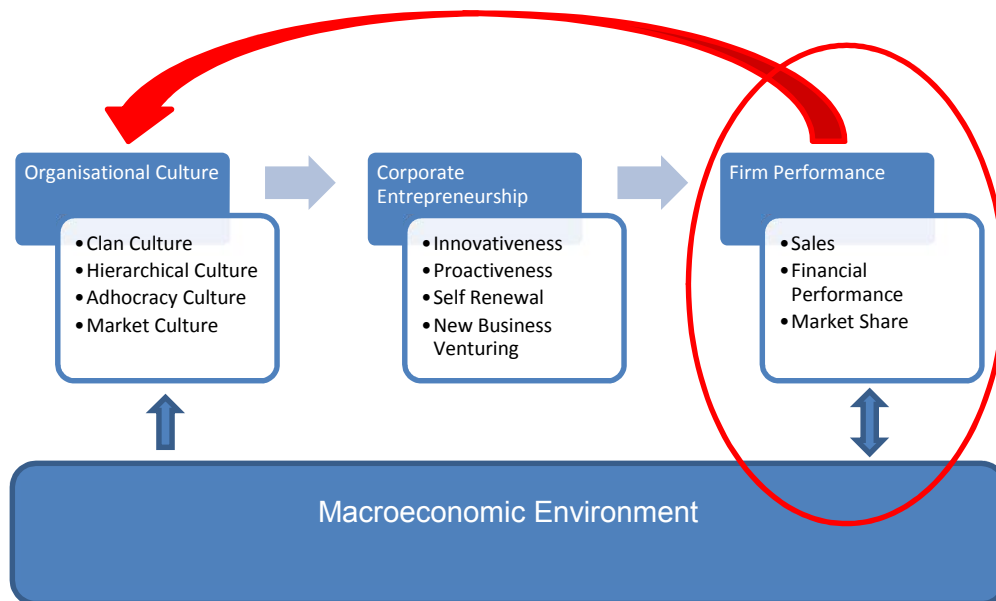 Organisational Culture
• Clan Culture
• Hierarchical Culture
• Adhocracy Culture
• Market Culture
Corporate
Entrepreneurship
• Innovativeness
• Proactiveness
• Self Renewal
• New Business
Venturing
Firm Performance
• Sales
• Financial
Performance
• Market Share
Macroeconomic Environment